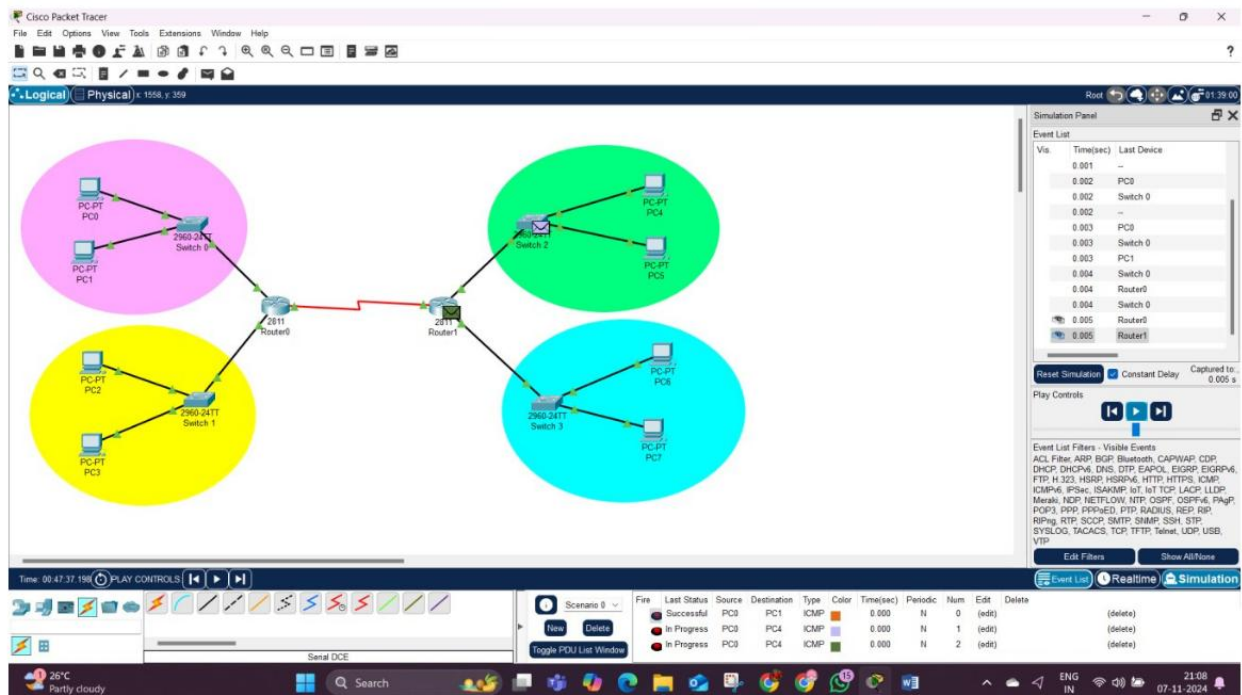 Cisco Packet Tracer
File Edit Options View Tools Extensions Window Help
?
Logical Physical x: 1558, y: 359
Root 01:39:00
PC-PT
PC0
PC-PT
PC1
2960-24TT
Switch 0
2811
Router0
PC-PT
PC2
PC-PT
PC3
2960-24TT
Switch 1
2960-24TT
Switch 2
PC-PT
PC4
PC-PT
PC5
2811
Router1
PC-PT
PC6
2960-24TT
Switch 3
PC-PT
PC7
Simulation Panel
Event List
Vis. Time(sec) Last Device
0.001 --
0.002 PC0
0.002 Switch 0
0.002 --
0.003 PC0
0.003 Switch 0
0.003 PC1
0.004 Switch 0
0.004 Router0
0.004 Switch 0
0.005 Router0
0.005 Router1
Reset Simulation Constant Delay Captured to:
0.005 s
Play Controls
Event List Filters - Visible Events
ACL Filter, ARP, BGP, Bluetooth, CAPWAP, CDP,
DHCP, DHCPv6, DNS, DTP, EAPOL, EIGRP, EIGRPv6,
FTP, H.323, HSRP, HSRPv6, HTTP, HTTPS, ICMP,
ICMPv6, IPSec, ISAKMP, IoT, IoT TCP, LACP, LLDP,
Meraki, NDP, NETFLOW, NTP, OSPF, OSPFv6, PAgP,
POP3, PPP, PPPoED, PTP, RADIUS, REP, RIP,
RIPng, RTP, SCCP, SMTP, SNMP, SSH, STP,
SYSLOG, TACACS, TCP, TFTP, Telnet, UDP, USB,
VTP
Edit Filters Show All/None
Time: 00:47:37.198 PLAY CONTROLS
Event List Realtime Simulation
Serial DCE
Scenario 0
New Delete
Toggle PDU List Window
Fire Last Status Source Destination Type Color Time(sec) Periodic Num Edit Delete
Successful PC0 PC1 ICMP 0.000 N 0 (edit) (delete)
In Progress PC0 PC4 ICMP 0.000 N 1 (edit) (delete)
In Progress PC0 PC4 ICMP 0.000 N 2 (edit) (delete)
26°C
Partly cloudy
Search
15
ENG
IN
21:08
07-11-2024